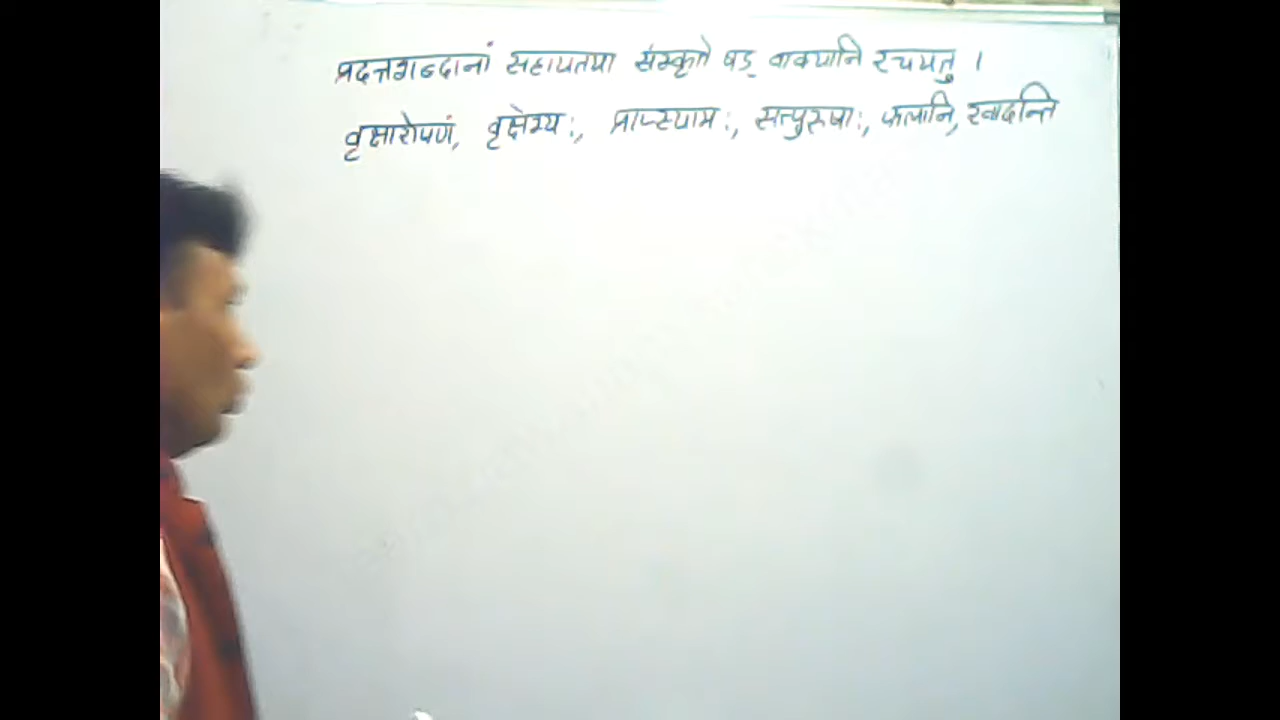 प्रदत्तशब्दानां सहायतया संस्कृते षड् वाक्यानि रचयतु ।
वृक्षारोपणं, वृक्षेभ्य:, प्राप्स्याम:, सत्पुरूषा:, फलानि, खादन्ति